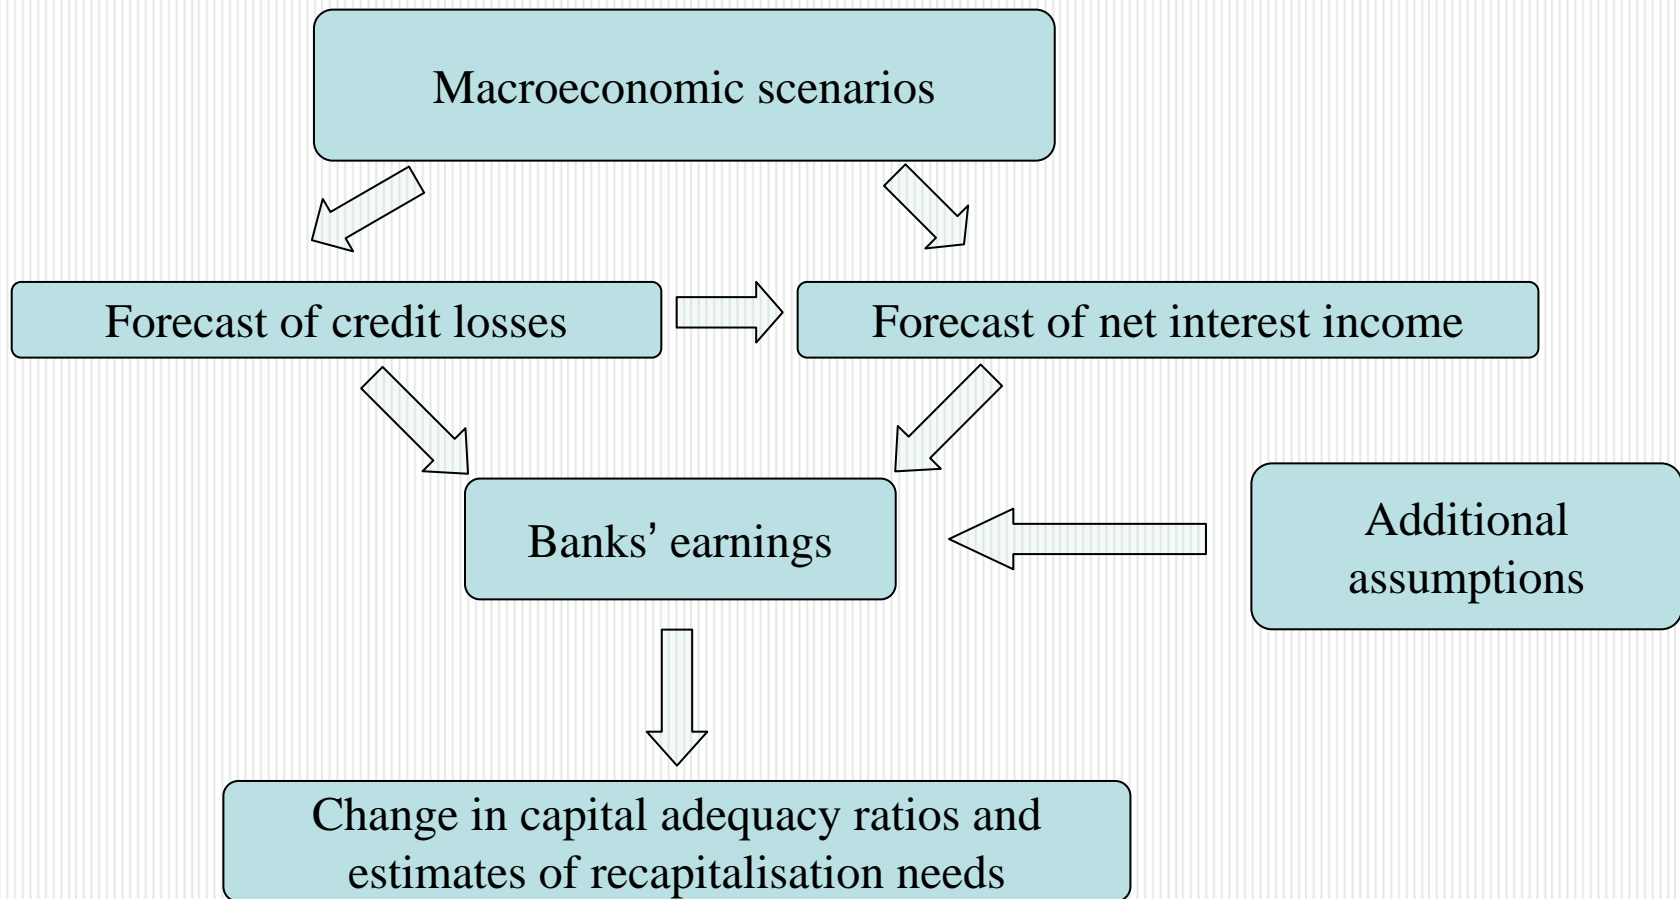 Macroeconomic scenarios
Forecast of credit losses
Forecast of net interest income
Banks’ earnings
Additional
assumptions
Change in capital adequacy ratios and
estimates of recapitalisation needs